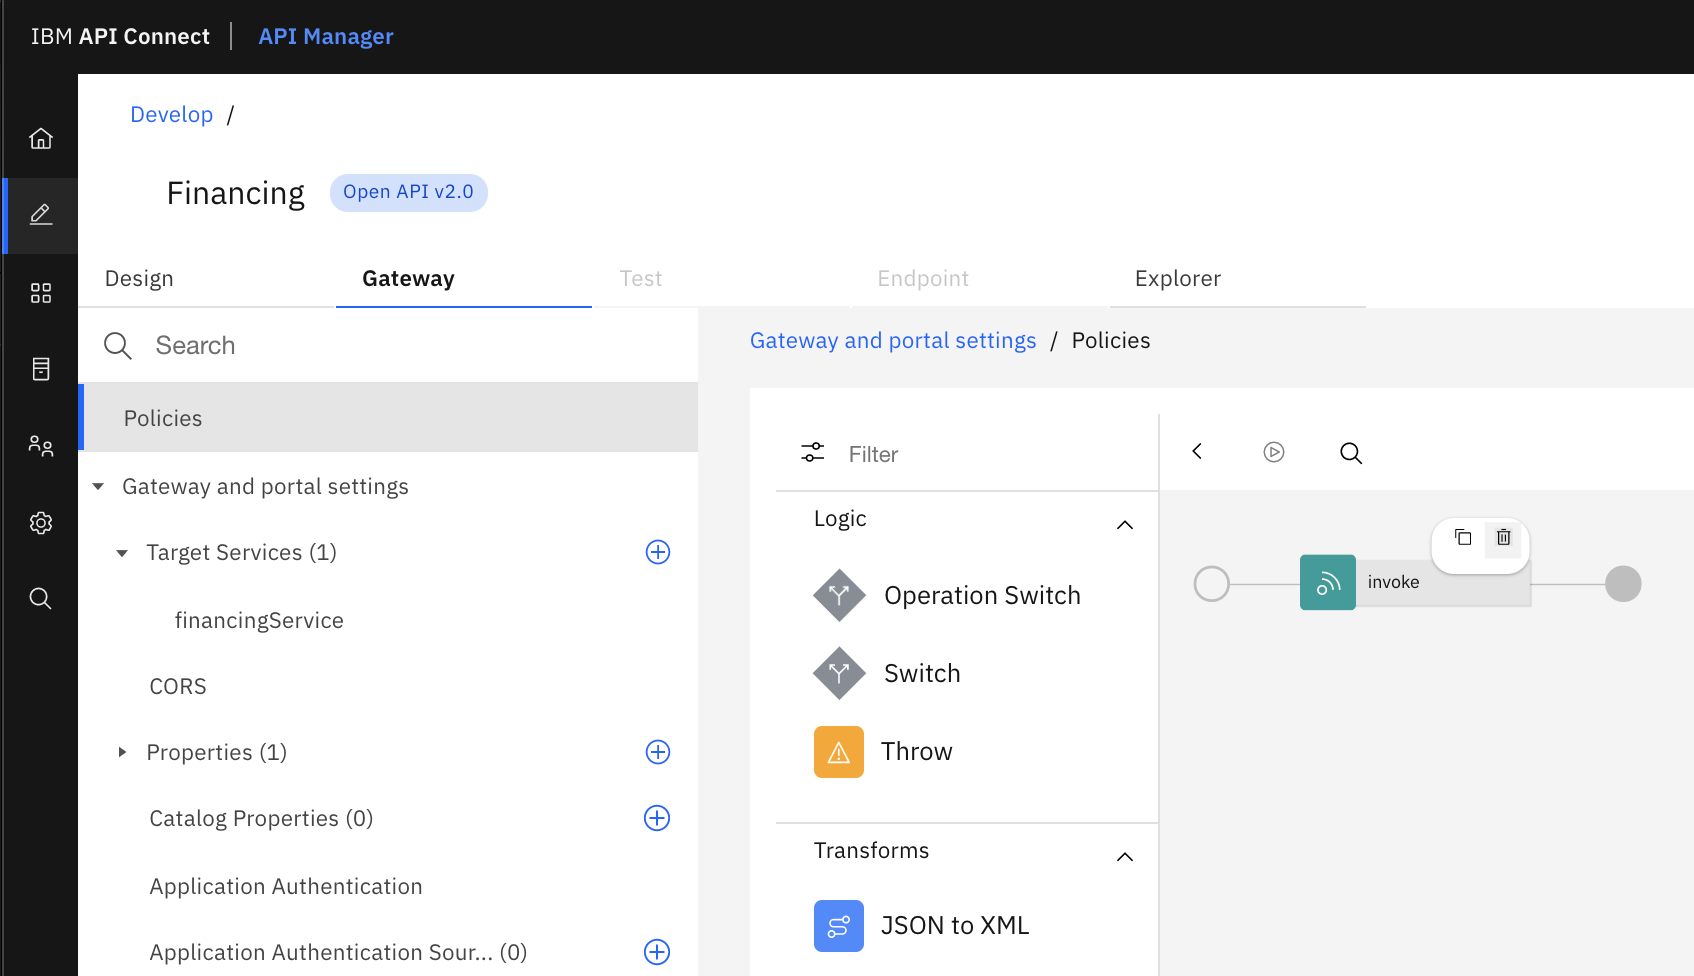 IBM API Connect | API Manager
Develop /
Financing Open API v2.0
Design Gateway Test Endpoint Explorer
Search
Policies
Gateway and portal settings
Target Services (1)
financingService
CORS
Properties (1)
Catalog Properties (0)
Application Authentication
Application Authentication Sour... (0)
Gateway and portal settings / Policies
Filter
Logic
Operation Switch
Switch
Throw
Transforms
JSON to XML
invoke